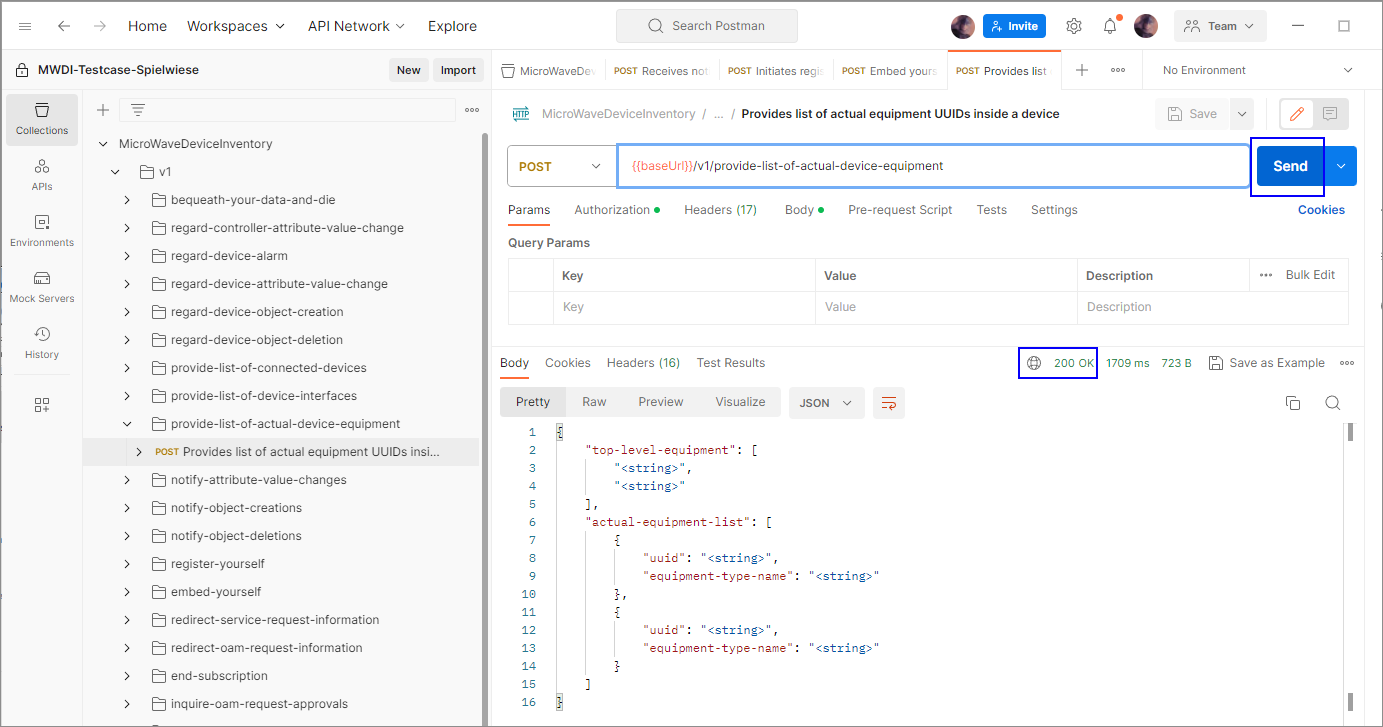 Home Workspaces API Network Explore Search Postman Invite Team
MWDI-Testcase-Spielwiese New Import
MicroWaveDev POST Receives not POST Initiates regis POST Embed yours POST Provides list No Environment
Collections
APIs
Environments
Mock Servers
History
MicroWaveDeviceInventory
v1
bequeath-your-data-and-die
regard-controller-attribute-value-change
regard-device-alarm
regard-device-attribute-value-change
regard-device-object-creation
regard-device-object-deletion
provide-list-of-connected-devices
provide-list-of-device-interfaces
provide-list-of-actual-device-equipment
POST Provides list of actual equipment UUIDs insi...
notify-attribute-value-changes
notify-object-creations
notify-object-deletions
register-yourself
embed-yourself
redirect-service-request-information
redirect-oam-request-information
end-subscription
inquire-oam-request-approvals
HTTP MicroWaveDeviceInventory / ... / Provides list of actual equipment UUIDs inside a device Save
POST {{baseUrl}}/v1/provide-list-of-actual-device-equipment Send
Params Authorization Headers (17) Body Pre-request Script Tests Settings Cookies
Query Params
Key Value Description Bulk Edit
Key Value Description
Body Cookies Headers (16) Test Results 200 OK 1709 ms 723 B Save as Example
Pretty Raw Preview Visualize JSON
1 {
2 "top-level-equipment": [
3 "<string>",
4 "<string>"
5 ],
6 "actual-equipment-list": [
7 {
8 "uuid": "<string>",
9 "equipment-type-name": "<string>"
10 },
11 {
12 "uuid": "<string>",
13 "equipment-type-name": "<string>"
14 }
15 ]
16 }